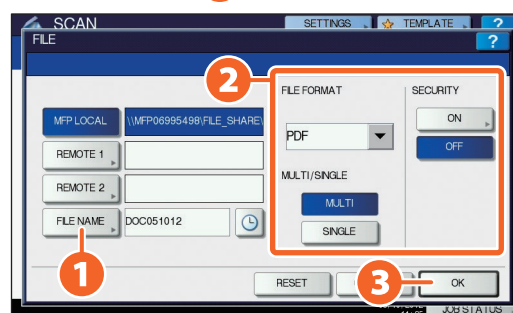 SCAN
SETTINGS
TEMPLATE
?
FILE
?
2
FILE FORMAT
SECURITY
MFP LOCAL
\\MFP06995498\FILE_SHARE\
ON
PDF
OFF
REMOTE 1
REMOTE 2
MULTI/SINGLE
MULTI
FILE NAME
DOC051012
SINGLE
1
3
RESET
OK
JOB STATUS